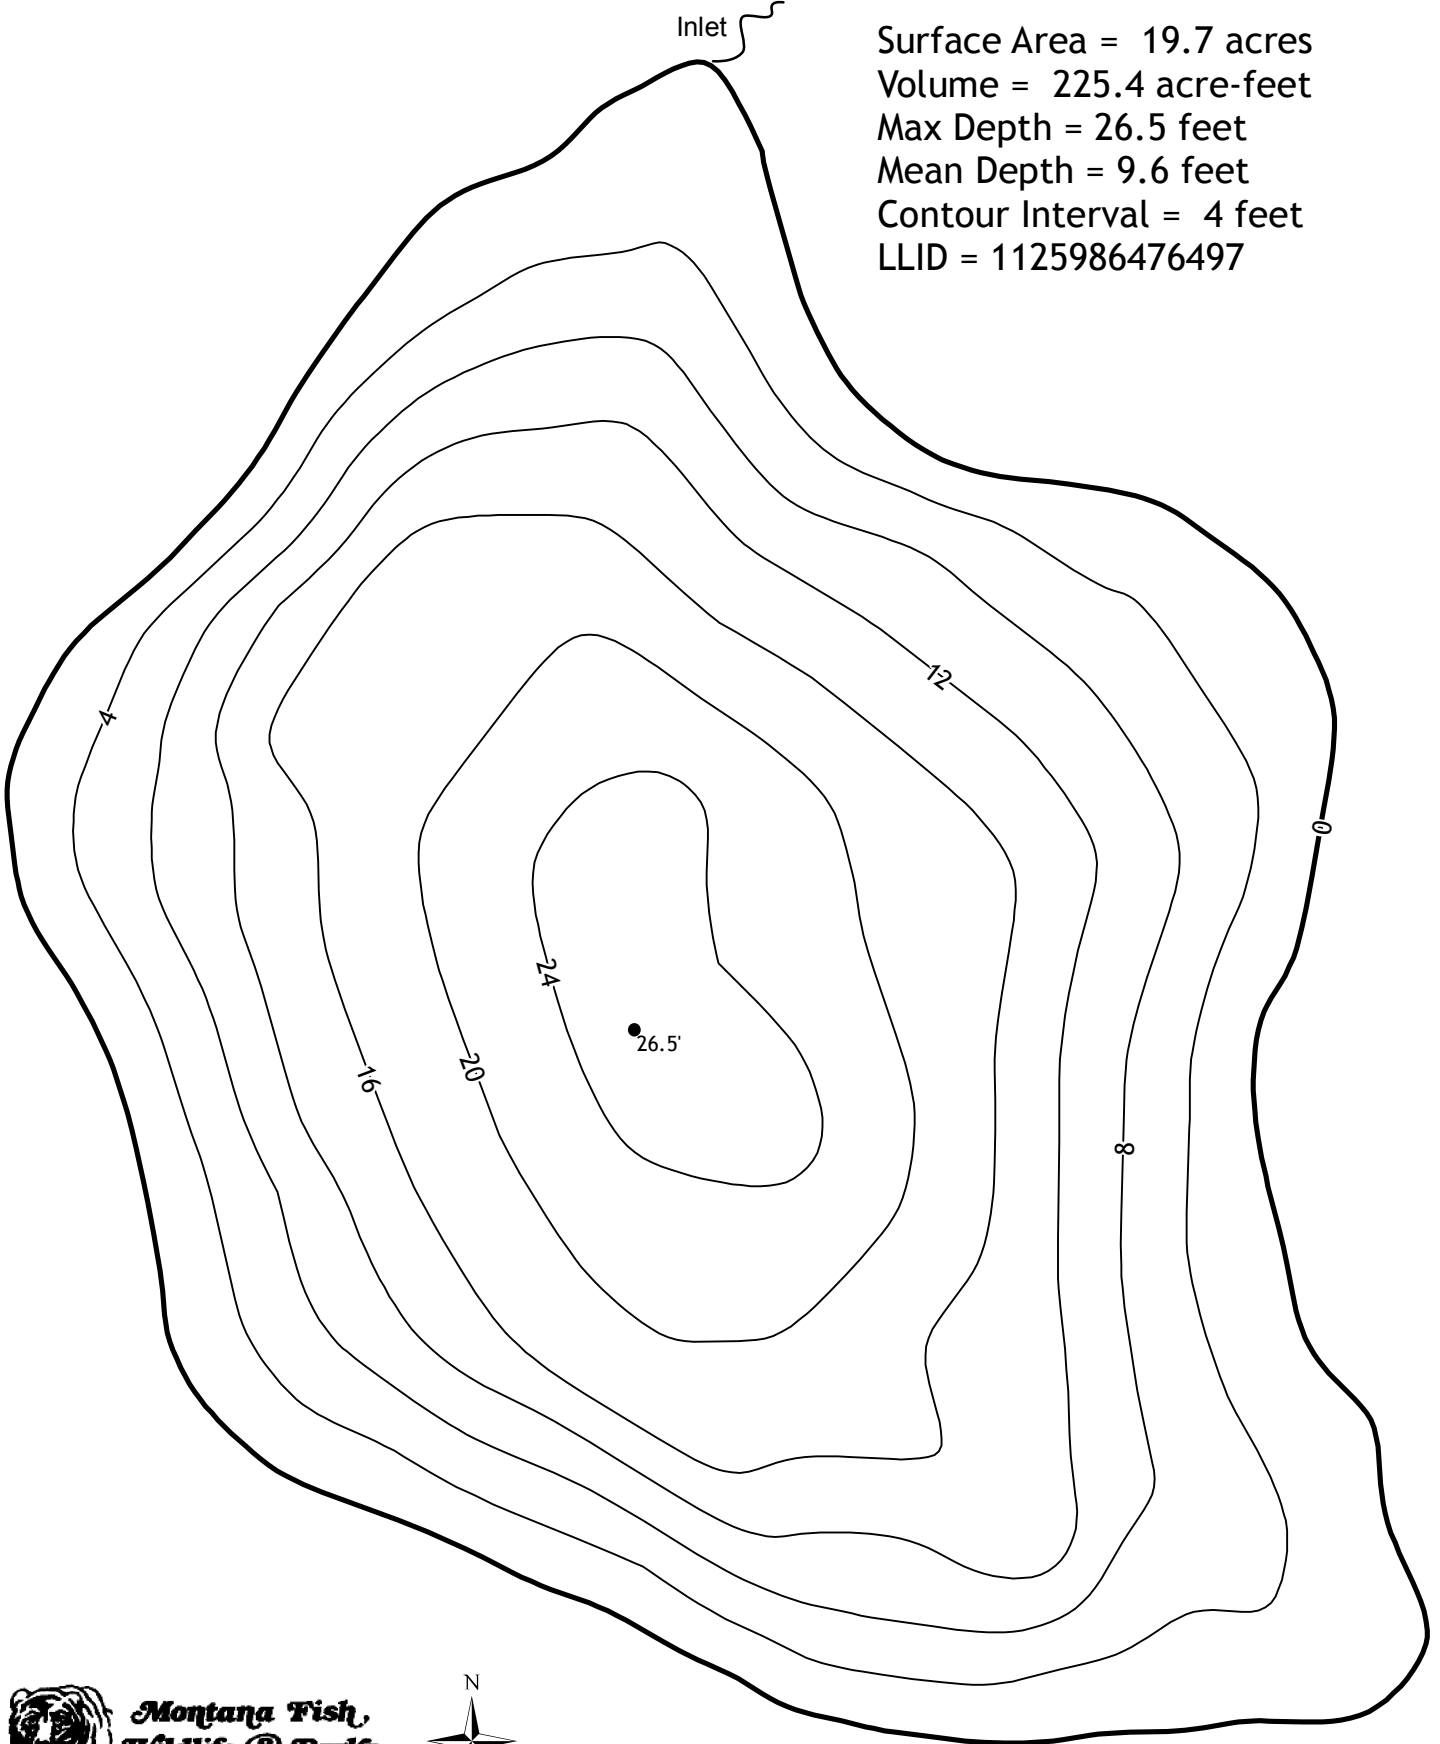 Inlet
Surface Area = 19.7 acres
Volume = 225.4 acre-feet
Max Depth = 26.5 feet
Mean Depth = 9.6 feet
Contour Interval = 4 feet
LLID = 1125986476497
12
4
0
24
26.5'
20
16
8
N
Montana Fish,